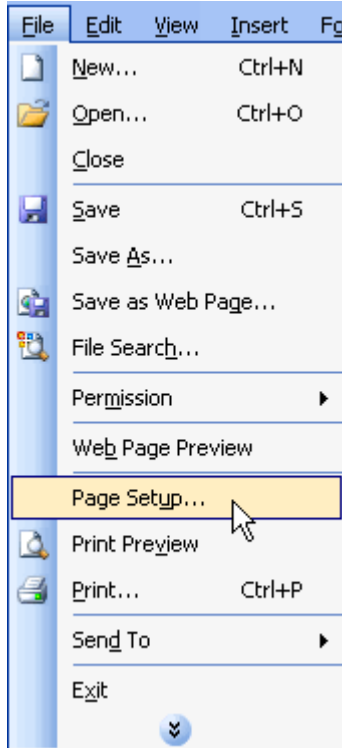 File Edit View Insert Fo
New... Ctrl+N
Open... Ctrl+O
Close
Save Ctrl+S
Save As...
Save as Web Page...
File Search...
Permission
Web Page Preview
Page Setup...
Print Preview
Print... Ctrl+P
Send To
Exit